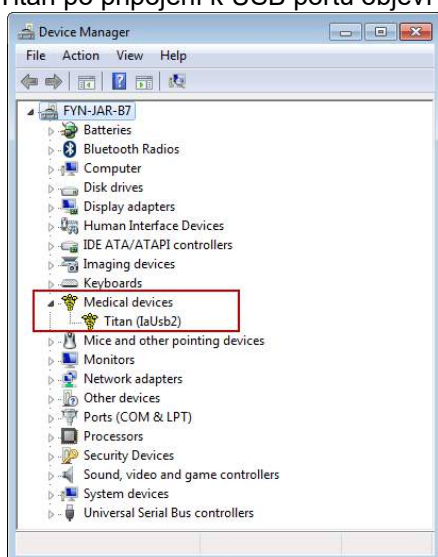 Titan po připojení k USB portu objeví
Device Manager
File Action View Help
FYN-JAR-B7
Batteries
Bluetooth Radios
Computer
Disk drives
Display adapters
Human Interface Devices
IDE ATA/ATAPI controllers
Imaging devices
Keyboards
Medical devices
Titan (IaUsb2)
Mice and other pointing devices
Monitors
Network adapters
Other devices
Ports (COM & LPT)
Processors
Security Devices
Sound, video and game controllers
System devices
Universal Serial Bus controllers